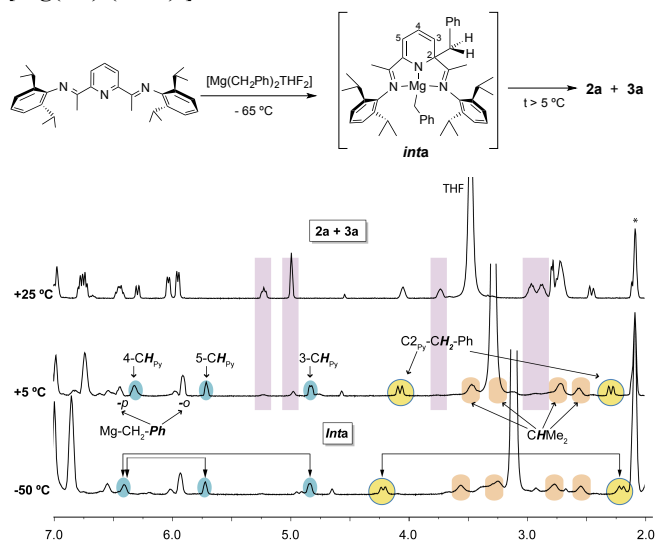 Ph
4
5
3
H
H
2
N
N
N
N
N
Mg
N
Ph
[Mg(CH2Ph)2THF2]
- 65 ºC
t > 5 ºC
2a + 3a
inta
THF
2a + 3a
*
+25 ºC
C2Py-CH2-Ph
4-CHPy
5-CHPy
3-CHPy
+5 ºC
-p
-o
Mg-CH2-Ph
CHMe2
Inta
-50 ºC
7.0 6.0 5.0 4.0 3.0 2.0